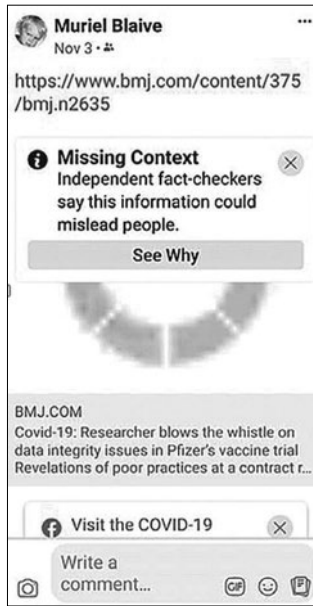 Muriel Blaive
Nov 3 ·
https://www.bmj.com/content/375
/bmj.n2635
Missing Context
Independent fact-checkers
say this information could
mislead people.
See Why
BMJ.COM
Covid-19: Researcher blows the whistle on
data integrity issues in Pfizer's vaccine trial
Revelations of poor practices at a contract r...
Visit the COVID-19
Write a
comment...
GIF